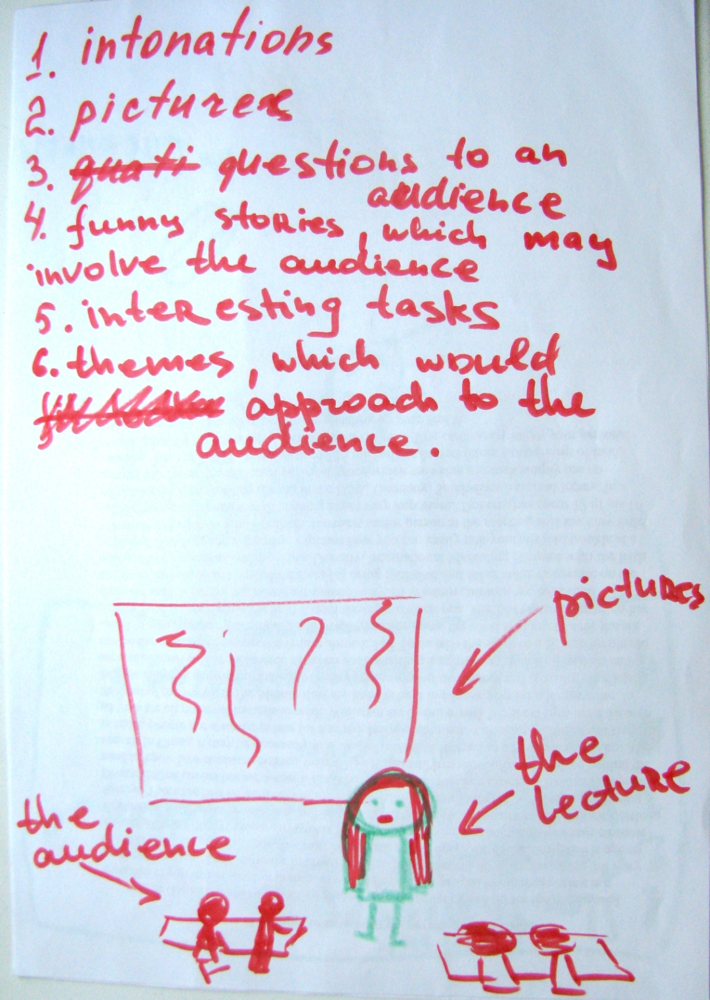 1. intonations
2. pictures
3. quati questions to an
audience
4. funny stories, which may
involve the audience
5. interesting tasks
6. themes, which would
approach to the
audience.
pictures
the
lecture
the
audience